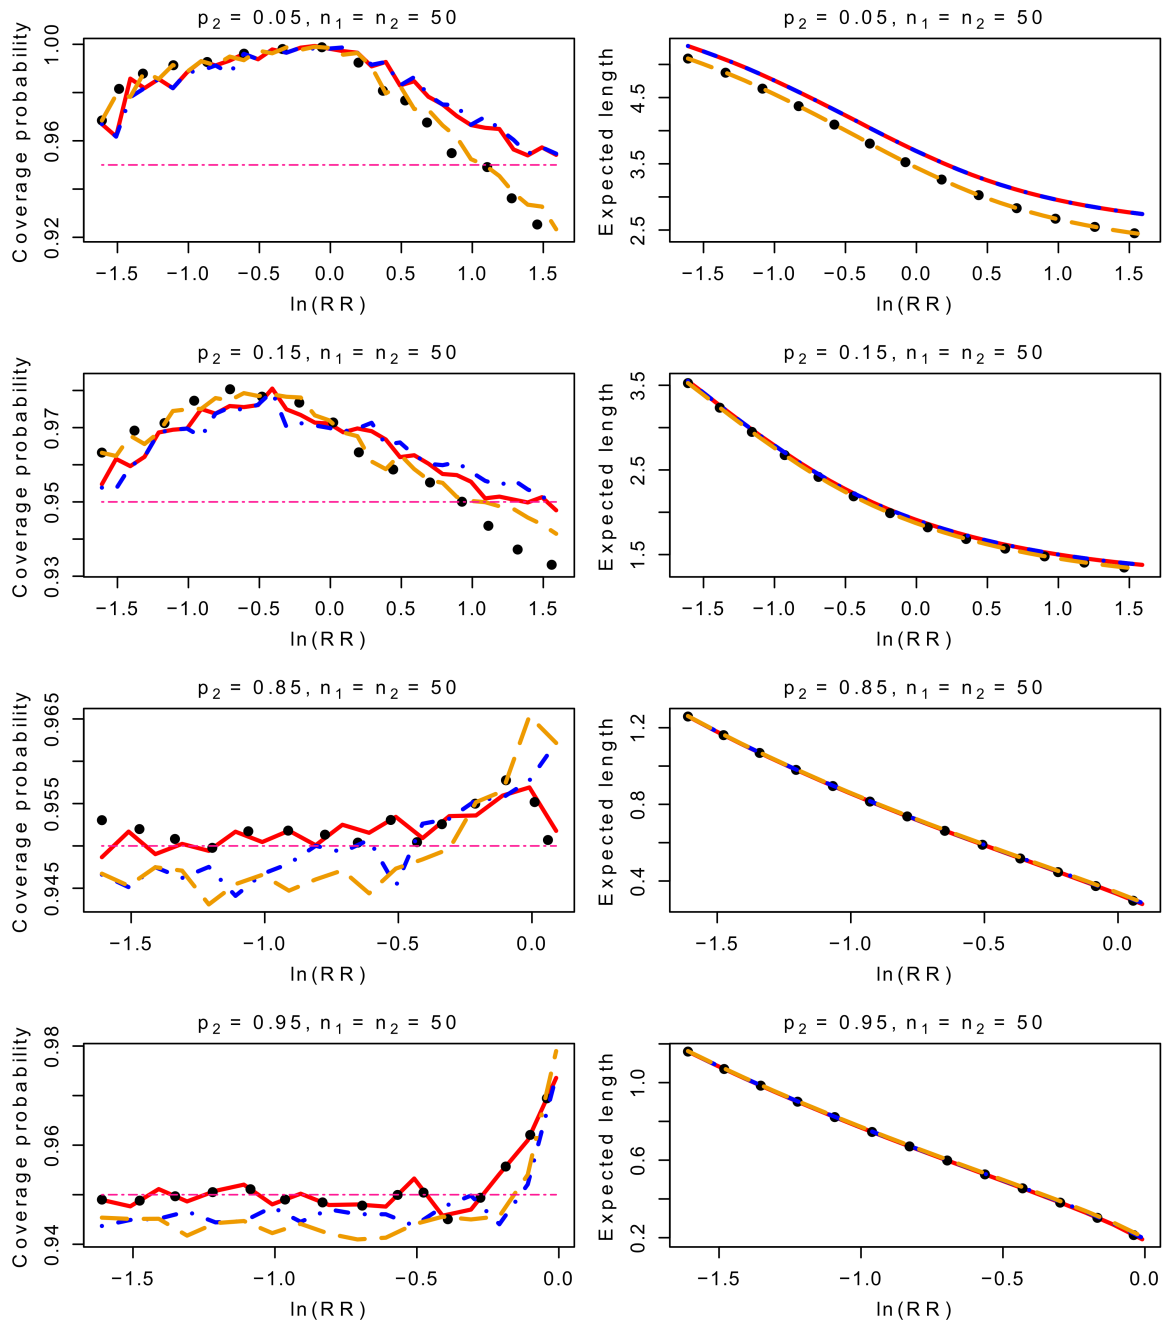 p2 = 0.05, n1 = n2 = 50
Coverage probability
0.92 0.96 1.00
−1.5 −1.0 −0.5 0.0 0.5 1.0 1.5
ln(RR)
p2 = 0.05, n1 = n2 = 50
Expected length
2.5 3.5 4.5
−1.5 −1.0 −0.5 0.0 0.5 1.0 1.5
ln(RR)
p2 = 0.15, n1 = n2 = 50
Coverage probability
0.93 0.95 0.97
−1.5 −1.0 −0.5 0.0 0.5 1.0 1.5
ln(RR)
p2 = 0.15, n1 = n2 = 50
Expected length
1.5 2.5 3.5
−1.5 −1.0 −0.5 0.0 0.5 1.0 1.5
ln(RR)
p2 = 0.85, n1 = n2 = 50
Coverage probability
0.945 0.955 0.965
−1.5 −1.0 −0.5 0.0
ln(RR)
p2 = 0.85, n1 = n2 = 50
Expected length
0.4 0.8 1.2
−1.5 −1.0 −0.5 0.0
ln(RR)
p2 = 0.95, n1 = n2 = 50
Coverage probability
0.94 0.96 0.98
−1.5 −1.0 −0.5 0.0
ln(RR)
p2 = 0.95, n1 = n2 = 50
Expected length
0.2 0.6 1.0
−1.5 −1.0 −0.5 0.0
ln(RR)